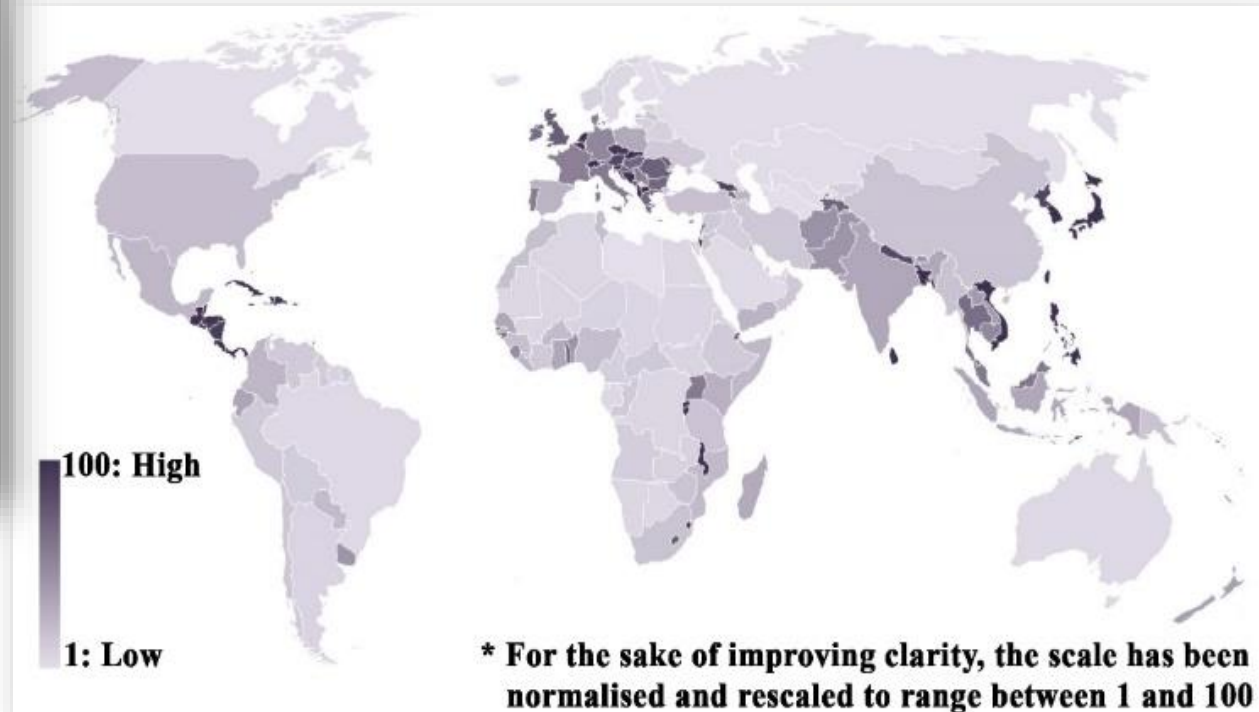 100: High
1: Low
* For the sake of improving clarity, the scale has been
normalised and rescaled to range between 1 and 100